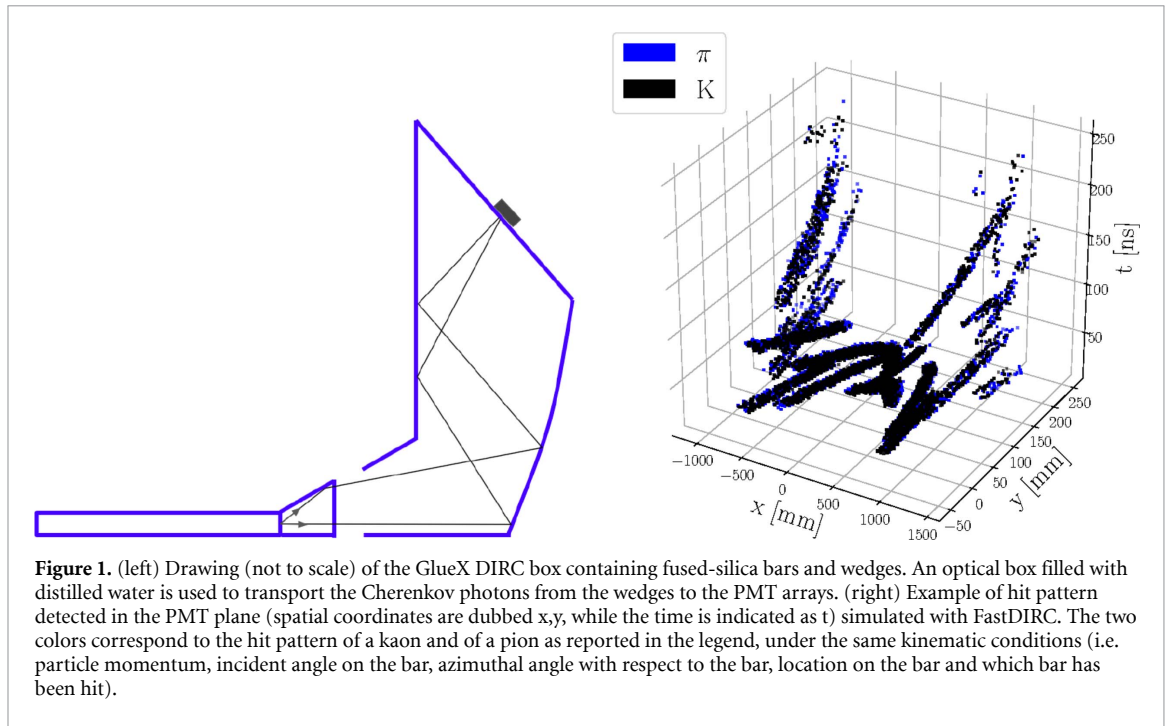 π
K
250
200
150
100
50
t [ns]
−1000
−500
0
500
1000
1500
x [mm]
−50
0
50
100
150
200
250
y [mm]
Figure 1. (left) Drawing (not to scale) of the GlueX DIRC box containing fused-silica bars and wedges. An optical box filled with
distilled water is used to transport the Cherenkov photons from the wedges to the PMT arrays. (right) Example of hit pattern
detected in the PMT plane (spatial coordinates are dubbed x,y, while the time is indicated as t) simulated with FastDIRC. The two
colors correspond to the hit pattern of a kaon and of a pion as reported in the legend, under the same kinematic conditions (i.e.
particle momentum, incident angle on the bar, azimuthal angle with respect to the bar, location on the bar and which bar has
been hit).